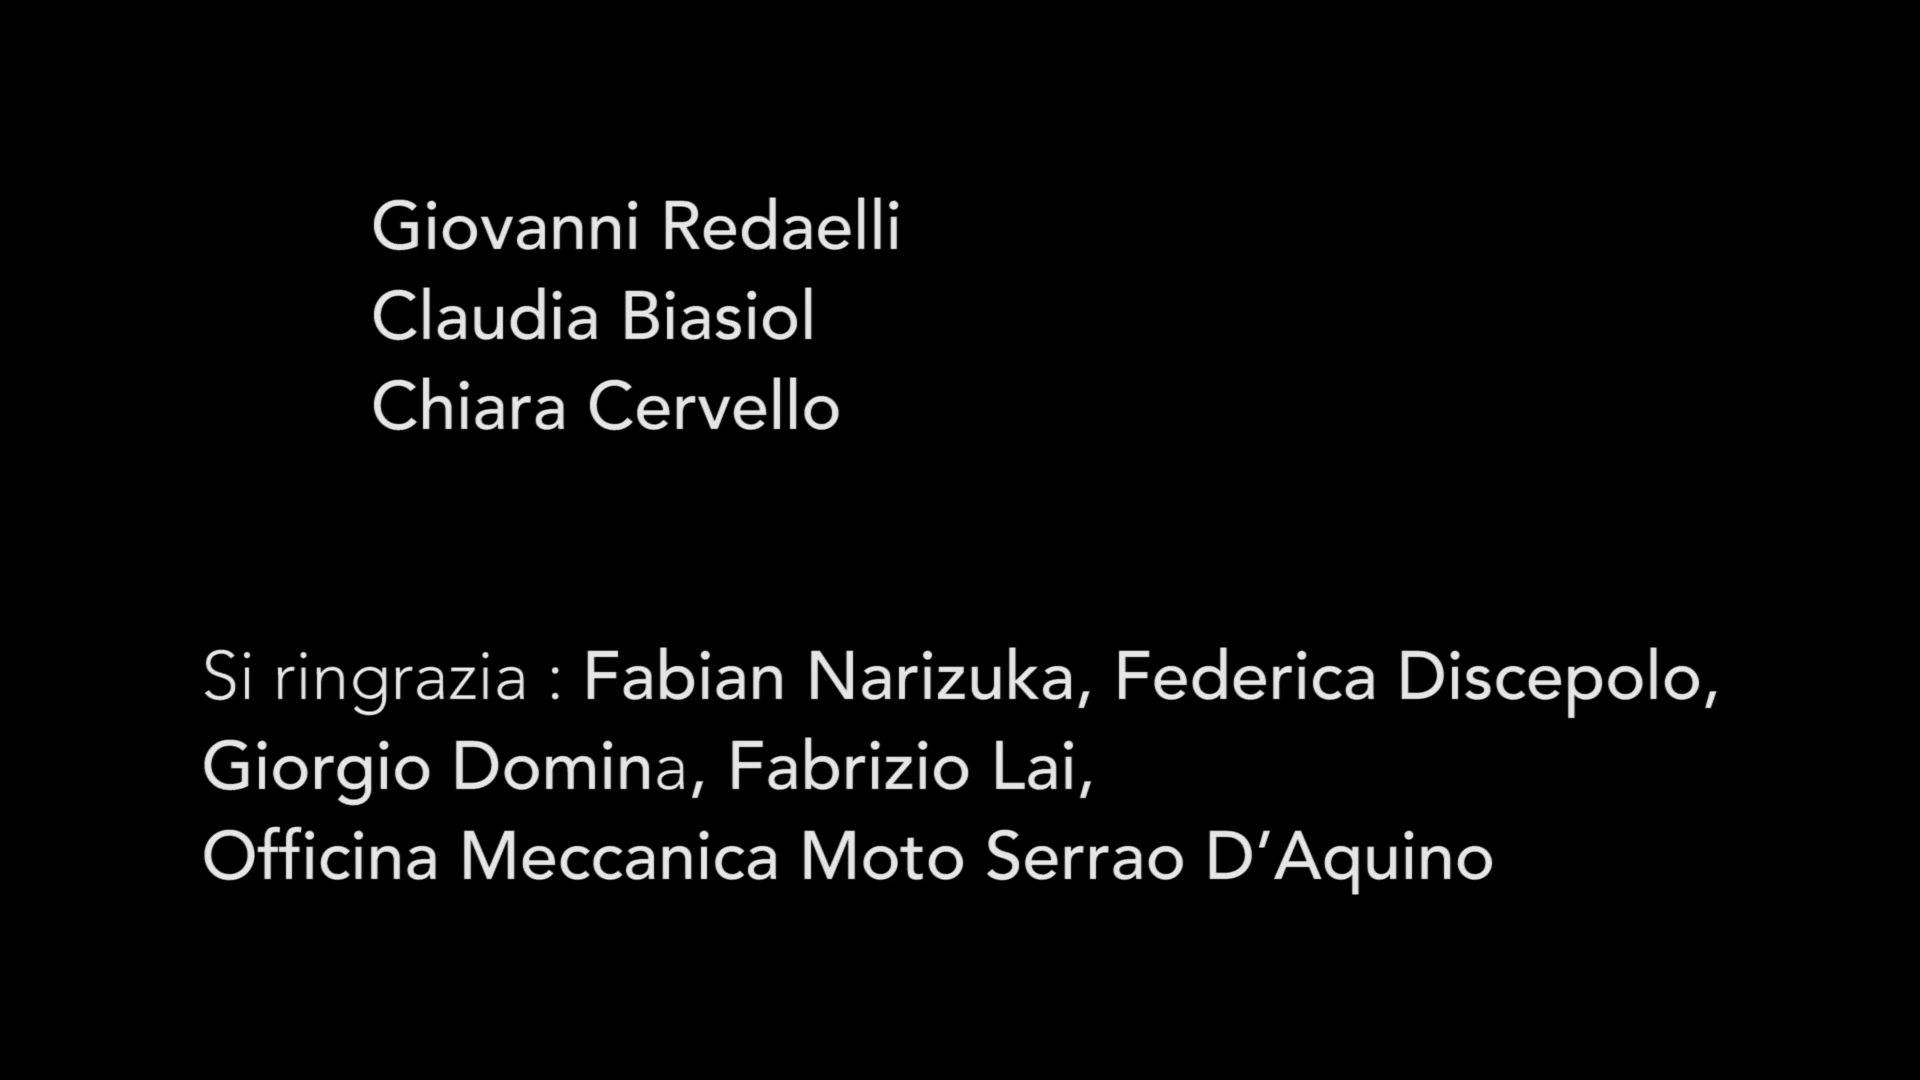 Giovanni Redaelli
Claudia Biasiol
Chiara Cervello
Si ringrazia : Fabian Narizuka, Federica Discepolo,
Giorgio Domina, Fabrizio Lai,
Officina Meccanica Moto Serrao D’Aquino